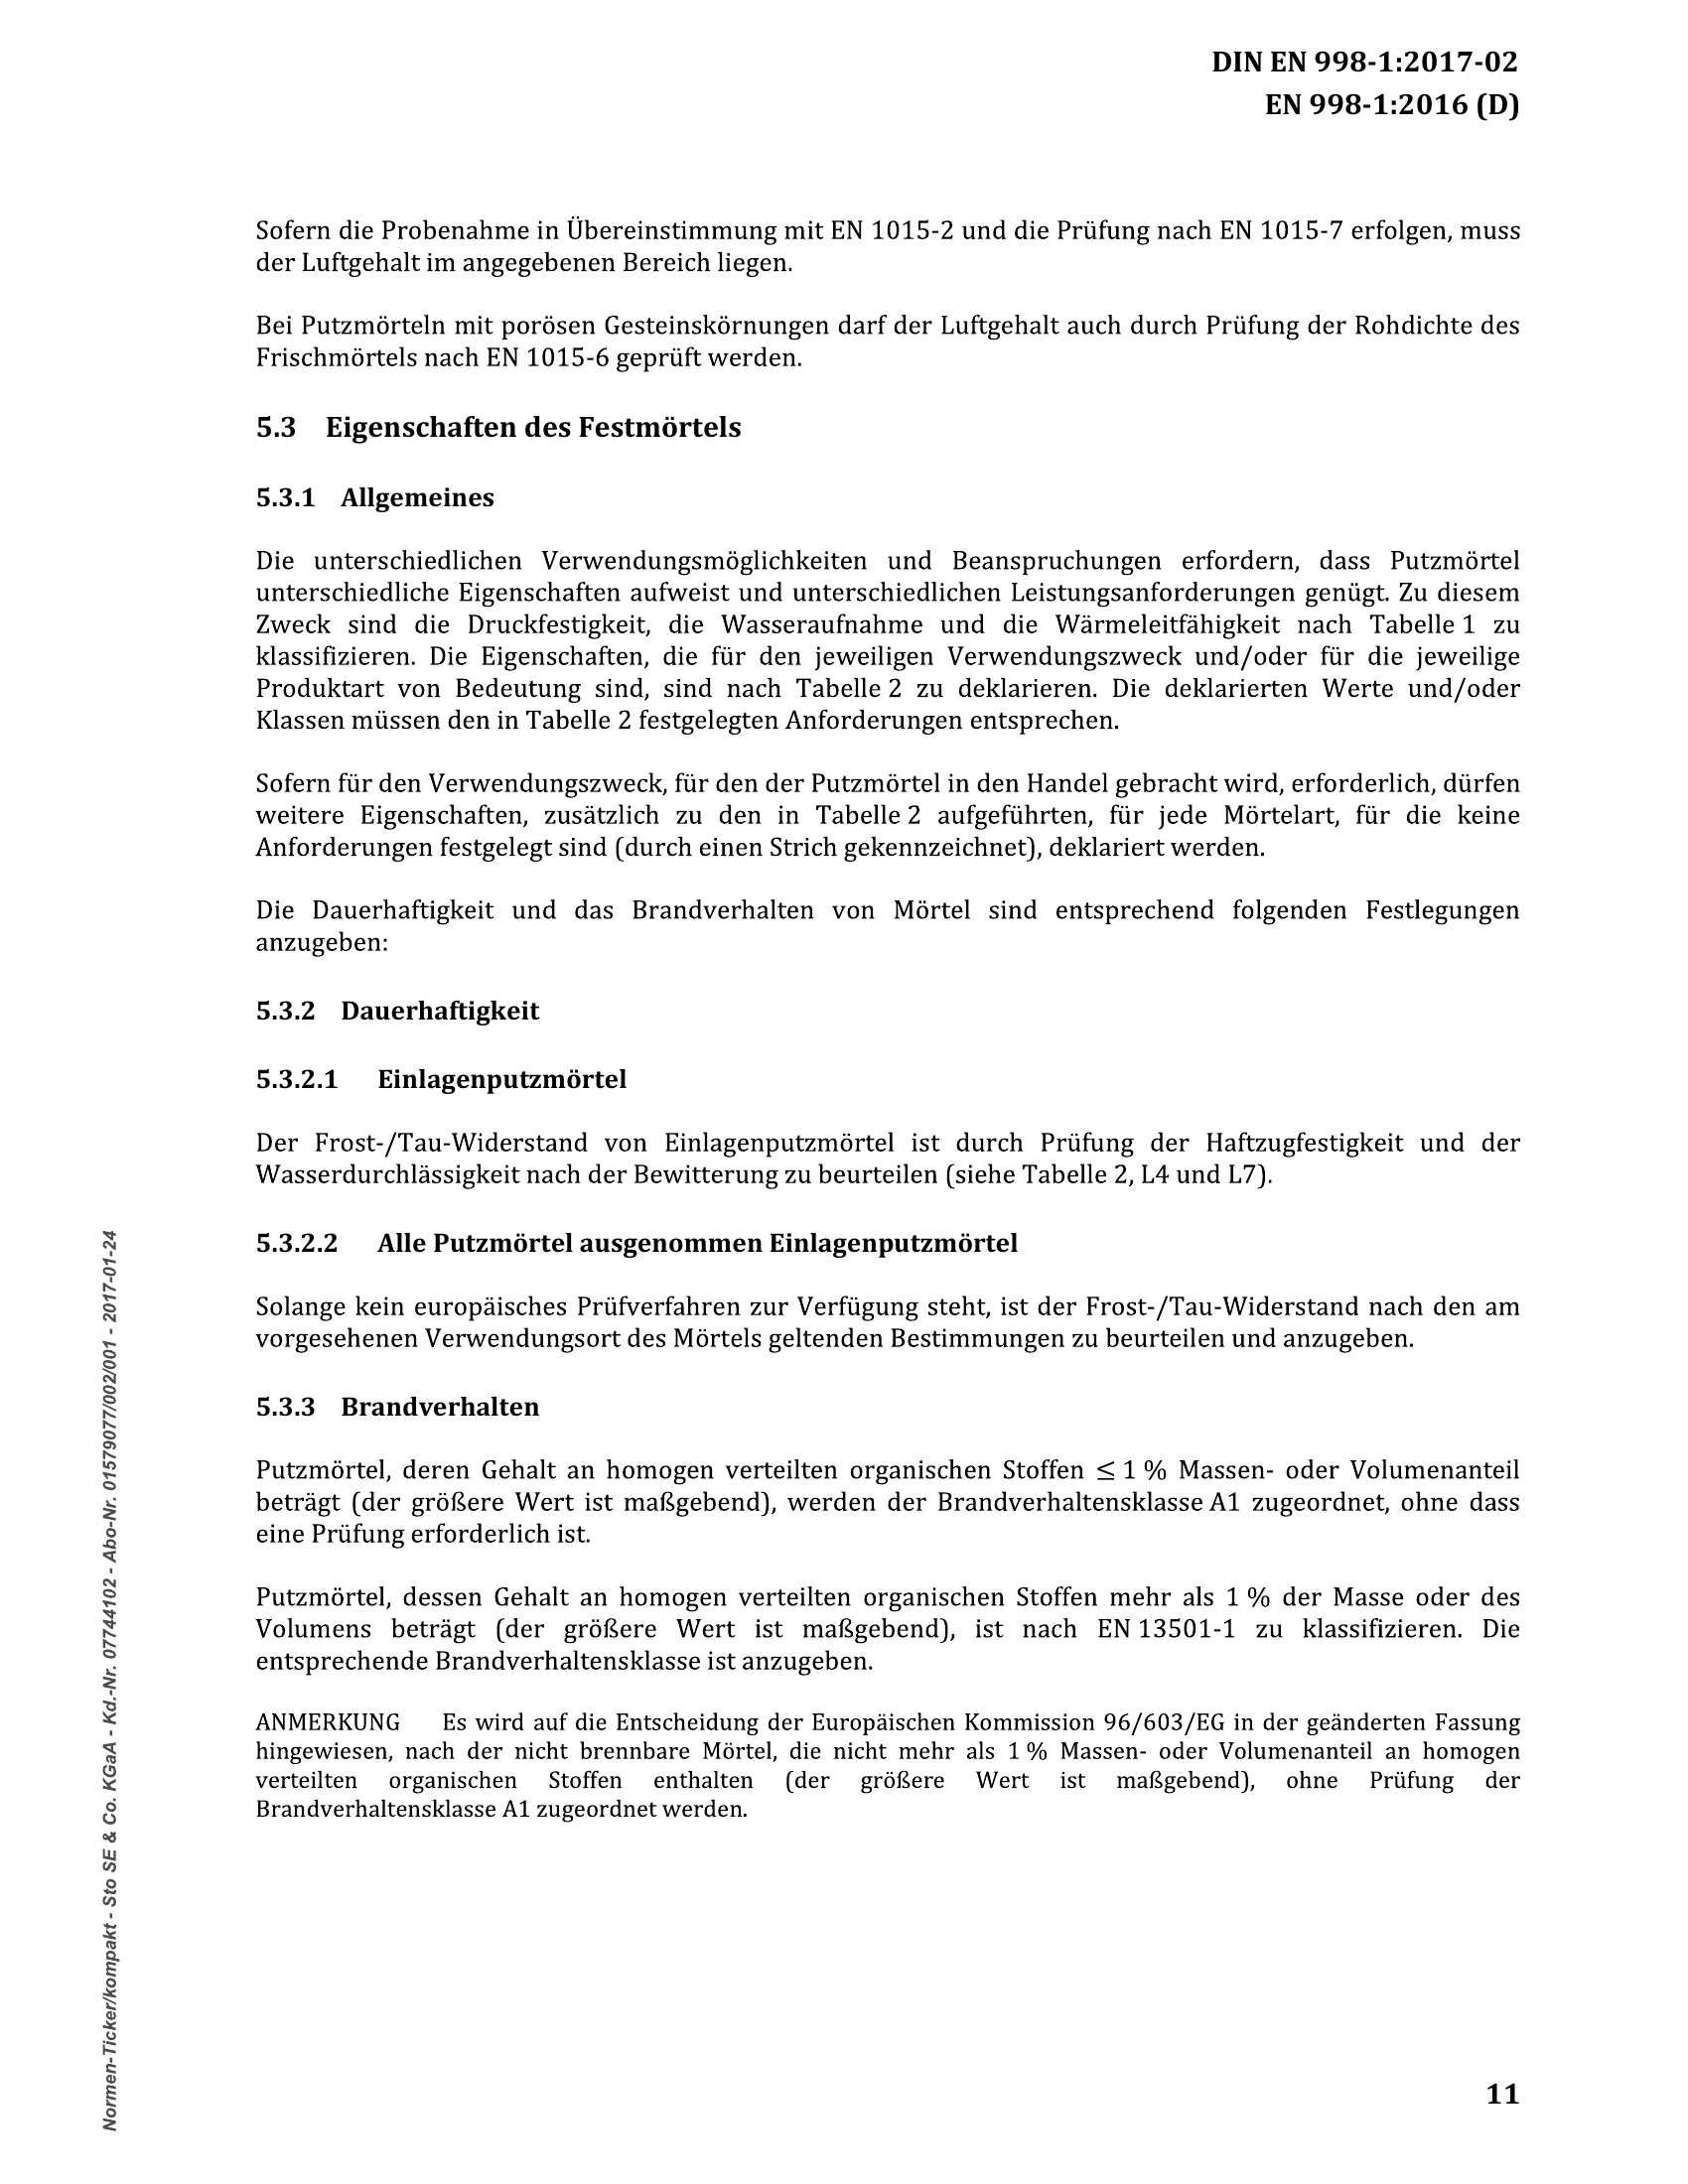 DIN EN 998-1:2017-02
EN 998-1:2016 (D)
Sofern die Probenahme in Übereinstimmung mit EN 1015-2 und die Prüfung nach EN 1015-7 erfolgen, muss
der Luftgehalt im angegebenen Bereich liegen.
Bei Putzmörteln mit porösen Gesteinskörnungen darf der Luftgehalt auch durch Prüfung der Rohdichte des
Frischmörtels nach EN 1015-6 geprüft werden.
5.3 Eigenschaften des Festmörtels
5.3.1 Allgemeines
Die unterschiedlichen Verwendungsmöglichkeiten und Beanspruchungen erfordern, dass Putzmörtel
unterschiedliche Eigenschaften aufweist und unterschiedlichen Leistungsanforderungen genügt. Zu diesem
Zweck sind die Druckfestigkeit, die Wasseraufnahme und die Wärmeleitfähigkeit nach Tabelle 1 zu
klassifizieren. Die Eigenschaften, die für den jeweiligen Verwendungszweck und/oder für die jeweilige
Produktart von Bedeutung sind, sind nach Tabelle 2 zu deklarieren. Die deklarierten Werte und/oder
Klassen müssen den in Tabelle 2 festgelegten Anforderungen entsprechen.
Sofern für den Verwendungszweck, für den der Putzmörtel in den Handel gebracht wird, erforderlich, dürfen
weitere Eigenschaften, zusätzlich zu den in Tabelle 2 aufgeführten, für jede Mörtelart, für die keine
Anforderungen festgelegt sind (durch einen Strich gekennzeichnet), deklariert werden.
Die Dauerhaftigkeit und das Brandverhalten von Mörtel sind entsprechend folgenden Festlegungen
anzugeben:
5.3.2 Dauerhaftigkeit
5.3.2.1 Einlagenputzmörtel
Der Frost-/Tau-Widerstand von Einlagenputzmörtel ist durch Prüfung der Haftzugfestigkeit und der
Wasserdurchlässigkeit nach der Bewitterung zu beurteilen (siehe Tabelle 2, L4 und L7).
5.3.2.2 Alle Putzmörtel ausgenommen Einlagenputzmörtel
Solange kein europäisches Prüfverfahren zur Verfügung steht, ist der Frost-/Tau-Widerstand nach den am
vorgesehenen Verwendungsort des Mörtels geltenden Bestimmungen zu beurteilen und anzugeben.
5.3.3 Brandverhalten
Putzmörtel, deren Gehalt an homogen verteilten organischen Stoffen ≤ 1 % Massen- oder Volumenanteil
beträgt (der größere Wert ist maßgebend), werden der Brandverhaltensklasse A1 zugeordnet, ohne dass
eine Prüfung erforderlich ist.
Putzmörtel, dessen Gehalt an homogen verteilten organischen Stoffen mehr als 1 % der Masse oder des
Volumens beträgt (der größere Wert ist maßgebend), ist nach EN 13501-1 zu klassifizieren. Die
entsprechende Brandverhaltensklasse ist anzugeben.
ANMERKUNG Es wird auf die Entscheidung der Europäischen Kommission 96/603/EG in der geänderten Fassung
hingewiesen, nach der nicht brennbare Mörtel, die nicht mehr als 1 % Massen- oder Volumenanteil an homogen
verteilten organischen Stoffen enthalten (der größere Wert ist maßgebend), ohne Prüfung der
Brandverhaltensklasse A1 zugeordnet werden.
Normen-Ticker/kompakt - Sto SE & Co. KGaA - Kd.-Nr. 07744102 - Abo-Nr. 01579077/002/001 - 2017-01-24
11